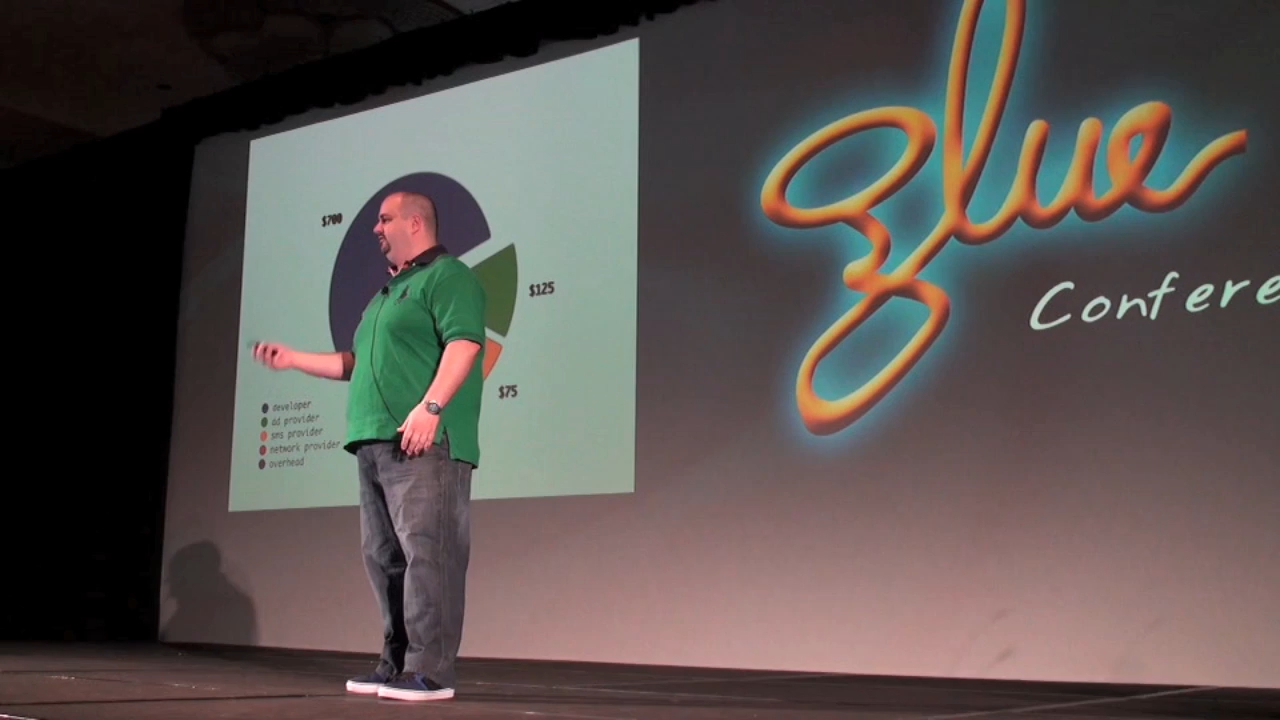 $700
$125
$75
developer
ad provider
sms provider
network provider
overhead
glue
Confere